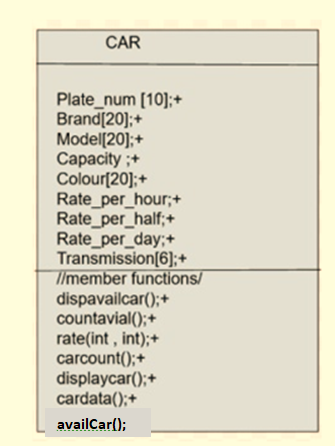 CAR
Plate_num [10];+
Brand[20];+
Model[20];+
Capacity ;+
Colour[20];+
Rate_per_hour;+
Rate_per_half;+
Rate_per_day;+
Transmission[6];+
//member functions/
dispavailcar();+
countavial();+
rate(int , int);+
carcount();+
displaycar();+
cardata();+
availCar();